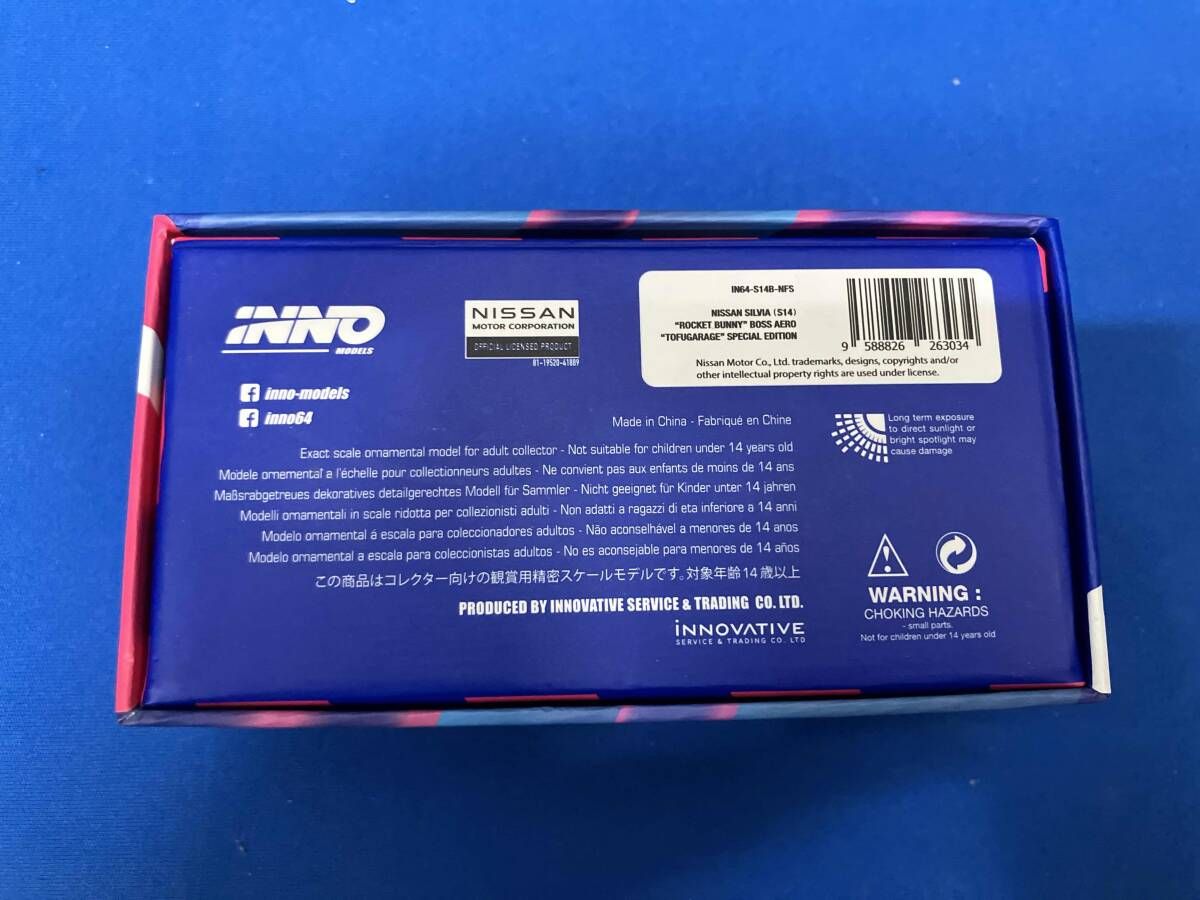 INNO
MODELS
inno-models
inno64
NISSAN
MOTOR CORPORATION
OFFICIAL LICENSED PRODUCT
01-19520-41889
IN64-S14B-NFS
NISSAN SILVIA (S14)
"ROCKET BUNNY" BOSS AERO
"TOFUGARAGE" SPECIAL EDITION
9 588826 263034
Nissan Motor Co., Ltd. trademarks, designs, copyrights and/or
other intellectual property rights are used under license.
Made in China - Fabriqué en Chine
Long term exposure
to direct sunlight or
bright spotlight may
cause damage
Exact scale ornamental model for adult collector - Not suitable for children under 14 years old
Modele ornemental a l'échelle pour collectionneurs adultes - Ne convient pas aux enfants de moins de 14 ans
Maßsrabgetreues dekoratives detailgerechtes Modell für Sammler - Nicht geeignet für Kinder unter 14 jahren
Modelli ornamentali in scale ridotta per collezionisti adulti - Non adatti a ragazzi di eta inferiore a 14 anni
Modelo ornamental á escala para coleccionadores adultos - Não aconselhável a menores de 14 anos
Modelo ornamental a escala para coleccionistas adultos - No es aconsejable para menores de 14 años
この商品はコレクター向けの観賞用精密スケールモデルです。対象年齢14歳以上
PRODUCED BY INNOVATIVE SERVICE & TRADING CO. LTD.
iNNOVATIVE
SERVICE & TRADING CO. LTD
WARNING :
CHOKING HAZARDS
- small parts.
Not for children under 14 years old